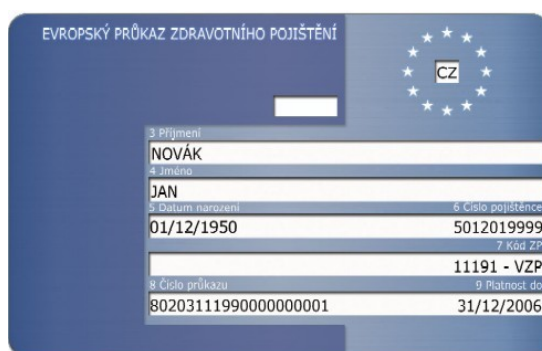 EVROPSKÝ PRŮKAZ ZDRAVOTNÍHO POJIŠTĚNÍ
CZ
3 Příjmení
NOVÁK
4 Jméno
JAN
5 Datum narození 6 Číslo pojištěnce
01/12/1950 5012019999
7 Kód ZP
11191 - VZP
8 Číslo průkazu 9 Platnost do
80203111990000000001 31/12/2006